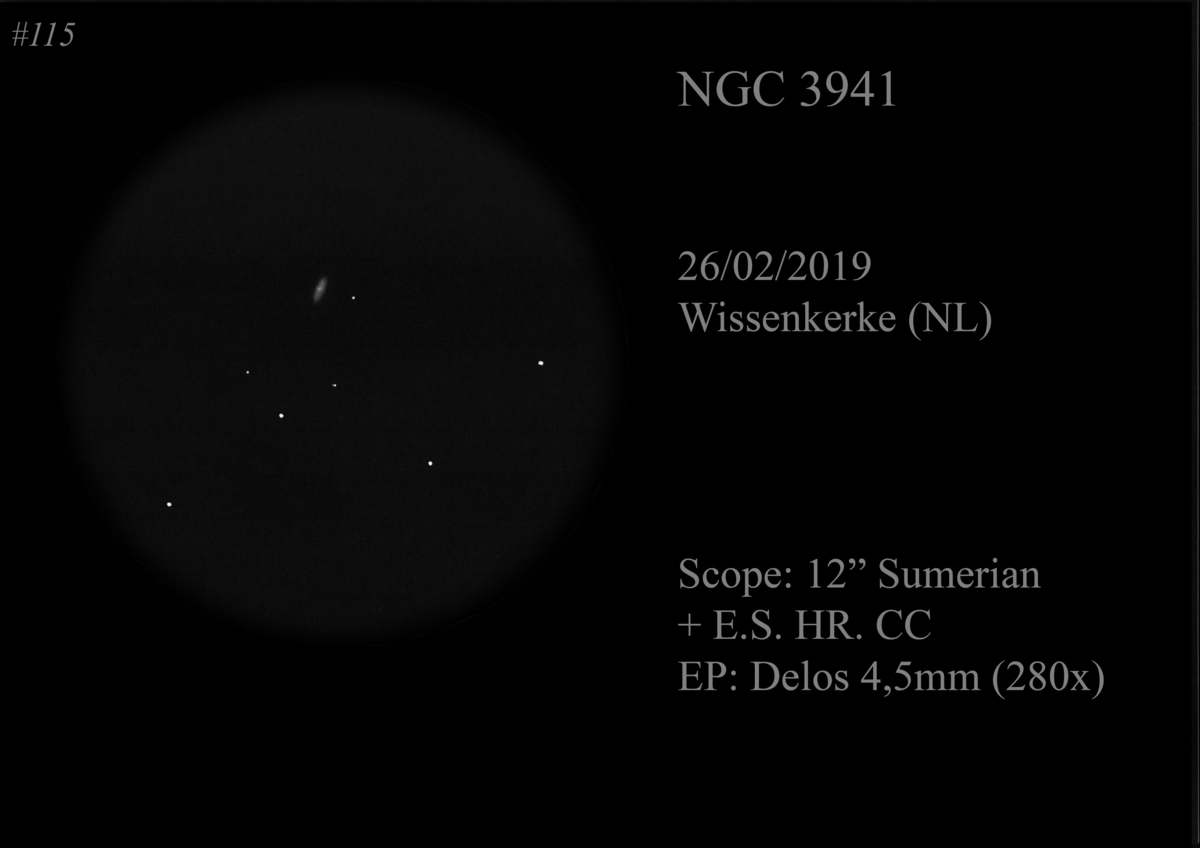 #115
NGC 3941
26/02/2019
Wissenkerke (NL)
Scope: 12” Sumerian
+ E.S. HR. CC
EP: Delos 4,5mm (280x)